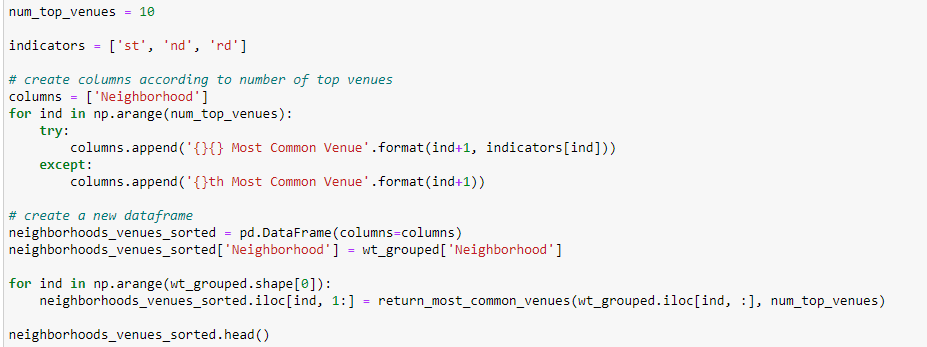 num_top_venues = 10
indicators = ['st', 'nd', 'rd']
# create columns according to number of top venues
columns = ['Neighborhood']
for ind in np.arange(num_top_venues):
    try:
        columns.append('{}{} Most Common Venue'.format(ind+1, indicators[ind]))
    except:
        columns.append('{}th Most Common Venue'.format(ind+1))
# create a new dataframe
neighborhoods_venues_sorted = pd.DataFrame(columns=columns)
neighborhoods_venues_sorted['Neighborhood'] = wt_grouped['Neighborhood']
for ind in np.arange(wt_grouped.shape[0]):
    neighborhoods_venues_sorted.iloc[ind, 1:] = return_most_common_venues(wt_grouped.iloc[ind, :], num_top_venues)
neighborhoods_venues_sorted.head()